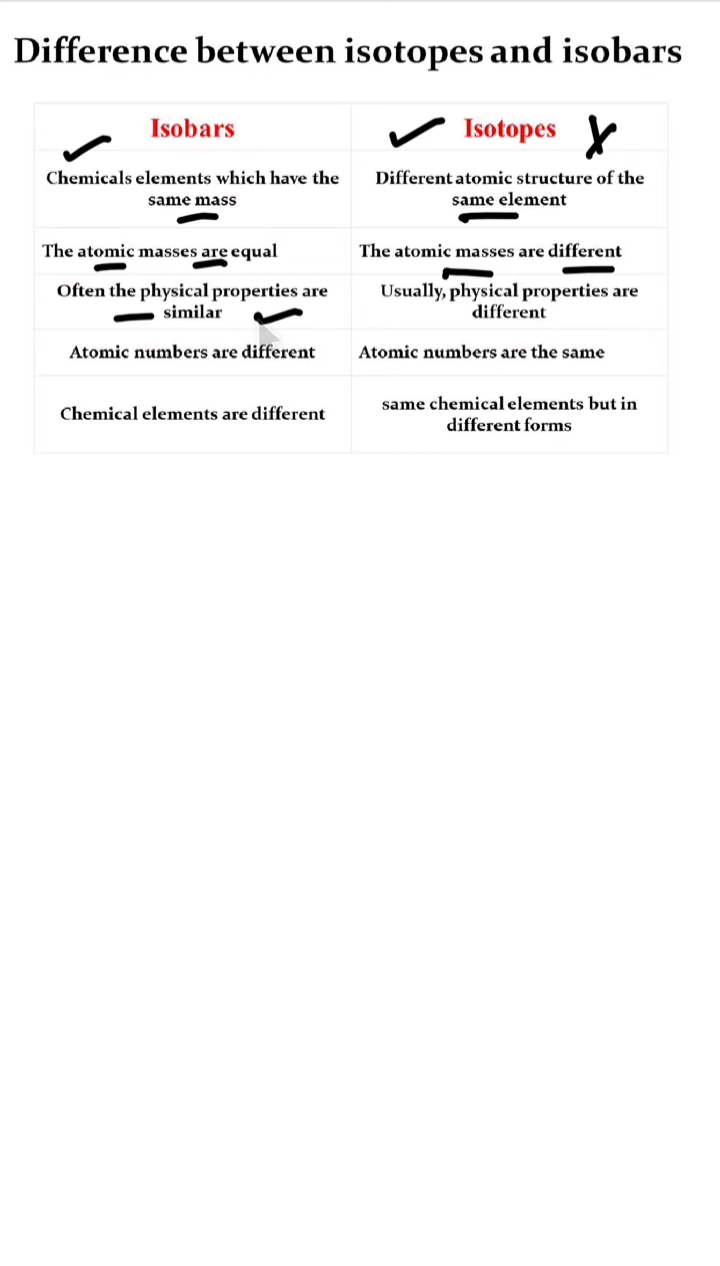 Difference between isotopes and isobars
Isobars
Isotopes
Chemicals elements which have the
same mass
Different atomic structure of the
same element
The atomic masses are equal
The atomic masses are different
Often the physical properties are
similar
Usually, physical properties are
different
Atomic numbers are different
Atomic numbers are the same
Chemical elements are different
same chemical elements but in
different forms